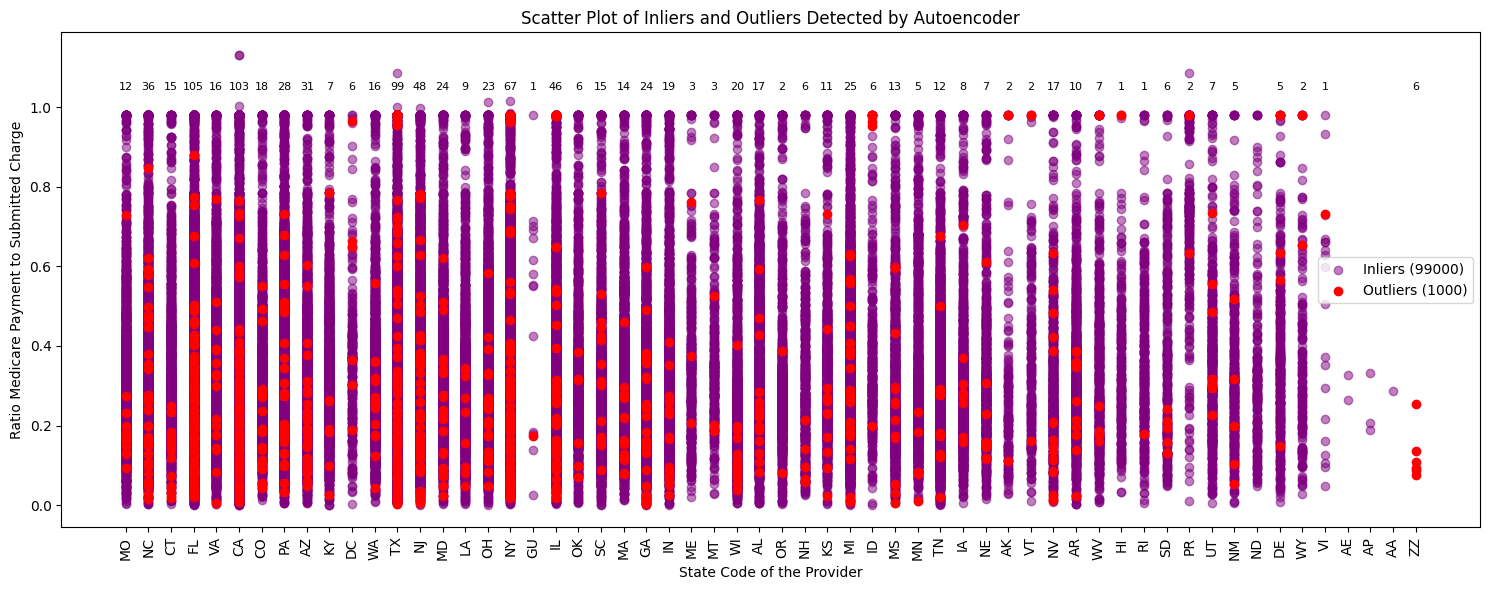 Scatter Plot of Inliers and Outliers Detected by Autoencoder
Ratio Medicare Payment to Submitted Charge
12 36 15 105 16 103 18 28 31 7 6 16 99 48 24 9 23 67 1 46 6 15 14 24 19 3 3 20 17 2 6 11 25 6 13 5 12 8 7 2 2 17 10 7 1 1 6 2 7 5 5 2 1 6
1.0
0.8
0.6
0.4
0.2
0.0
Inliers (99000)
Outliers (1000)
MO NC CT FL VA CA CO PA AZ KY DC WA TX NJ MD LA OH NY GU IL OK SC MA GA IN ME MT WI AL OR NH KS MI ID MS MN TN IA NE AK VT NV AR WV HI RI SD PR UT NM ND DE WY VI AE AP AA ZZ
State Code of the Provider